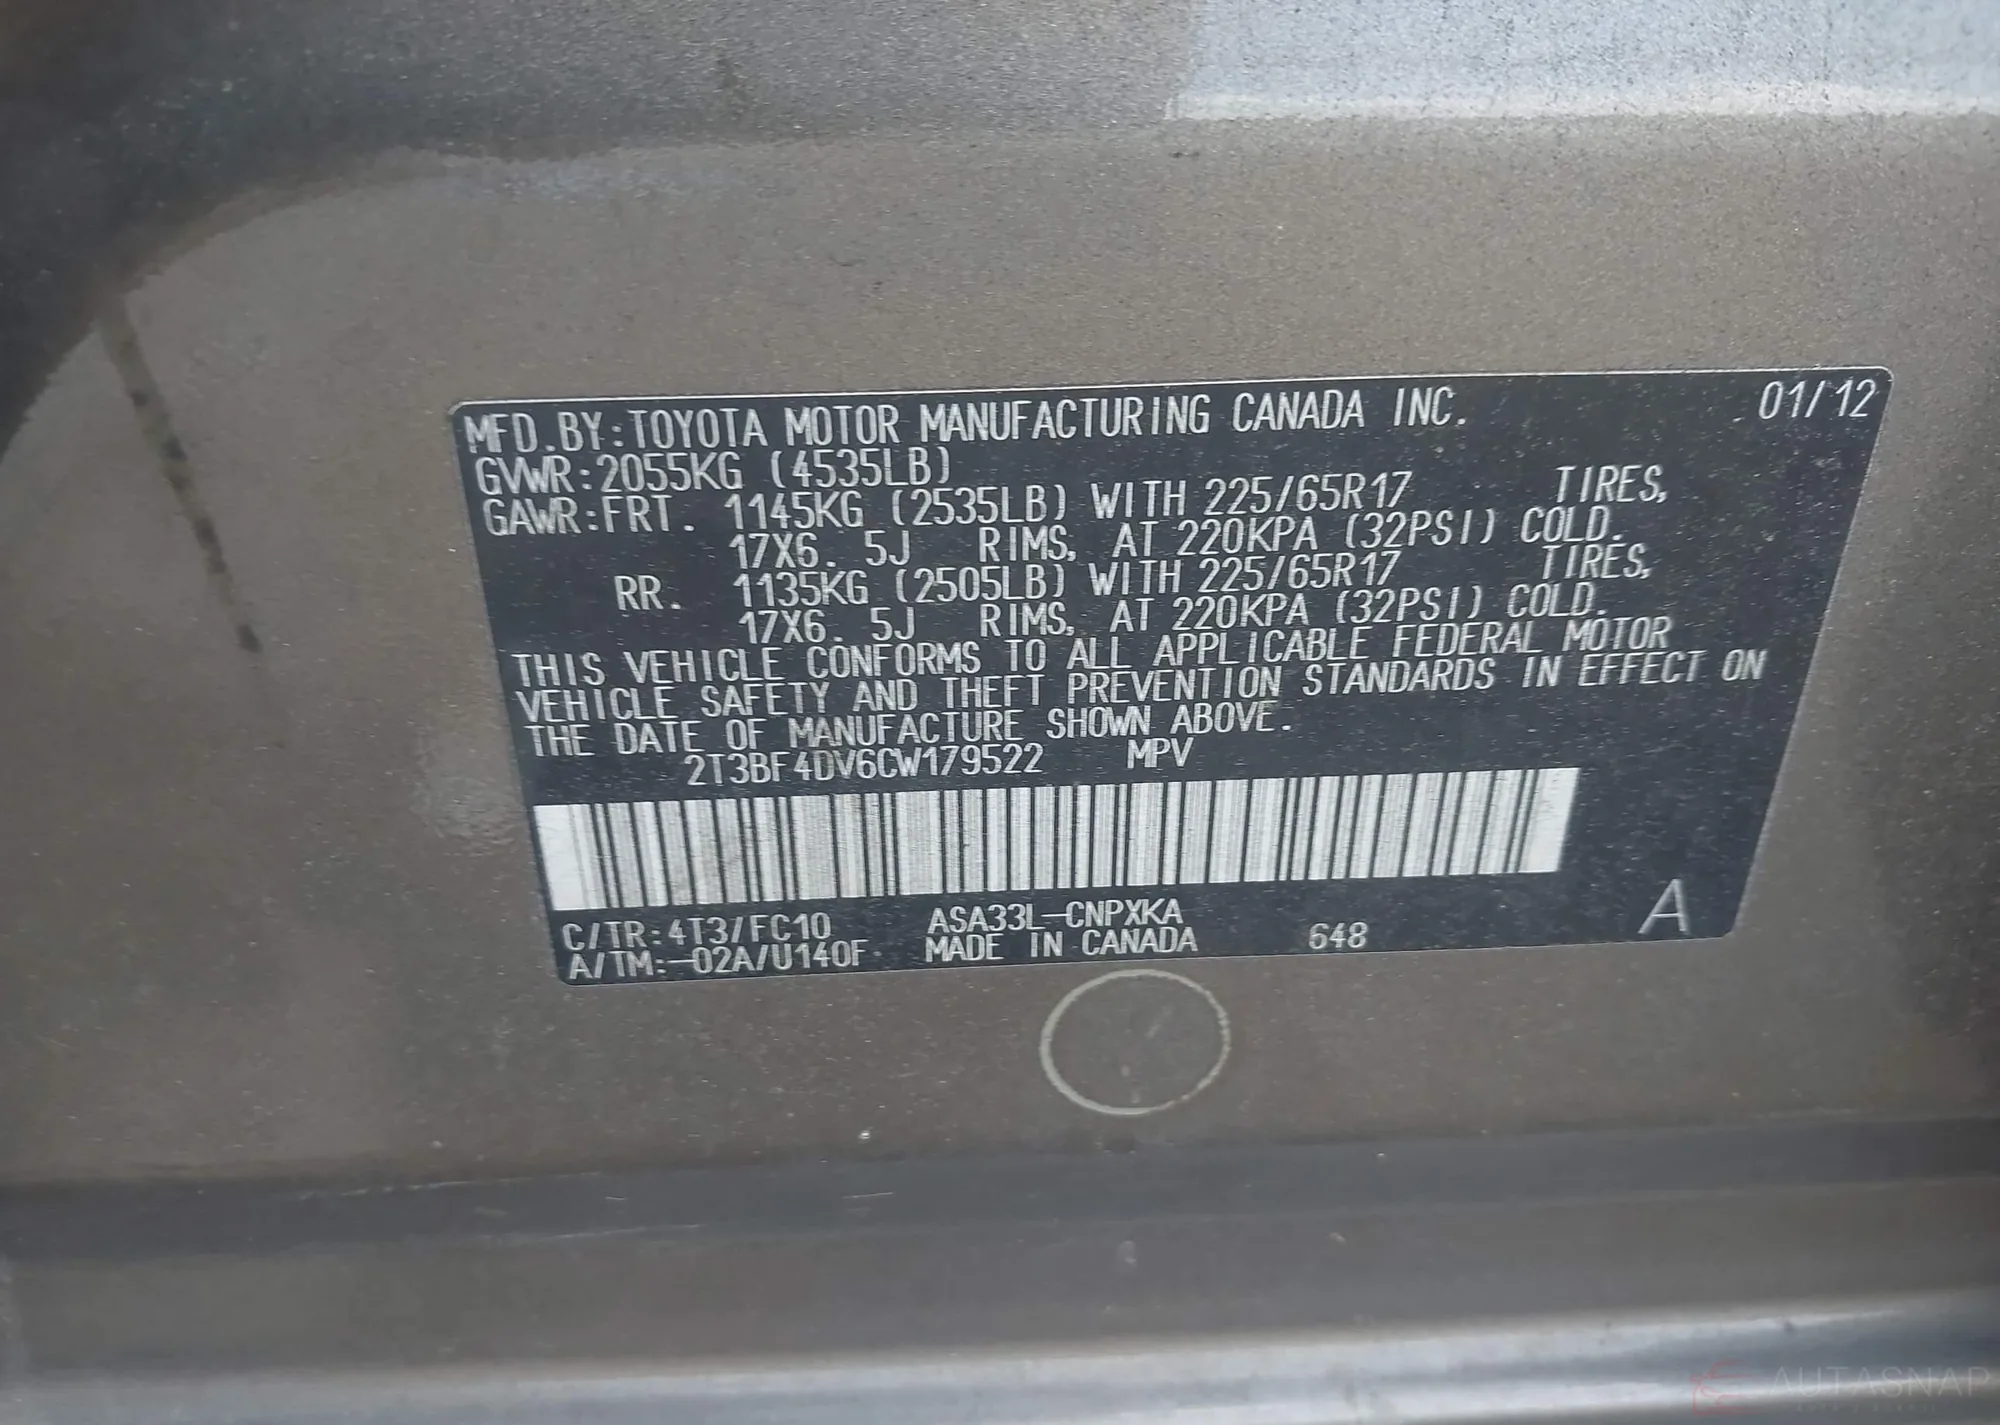 MFD.BY:TOYOTA MOTOR MANUFACTURING CANADA INC. 01/12
GVWR:2055KG (4535LB)
GAWR:FRT. 1145KG (2535LB) WITH 225/65R17 TIRES,
17X6. 5J RIMS, AT 220KPA (32PSI) COLD.
RR. 1135KG (2505LB) WITH 225/65R17 TIRES,
17X6. 5J RIMS, AT 220KPA (32PSI) COLD.
THIS VEHICLE CONFORMS TO ALL APPLICABLE FEDERAL MOTOR
VEHICLE SAFETY AND THEFT PREVENTION STANDARDS IN EFFECT ON
THE DATE OF MANUFACTURE SHOWN ABOVE.
2T3BF4DV6CW179522 MPV
C/TR:4T3/FC10 ASA33L-CNPXKA
A/TM:-02A/U140F MADE IN CANADA 648 A
AUTASNAP